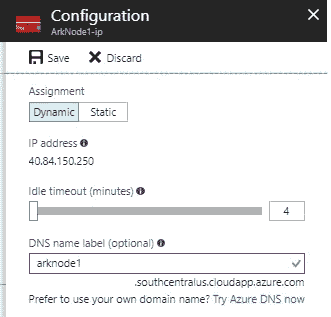 Configuration
ArkNode1-ip
Save Discard
Assignment
Dynamic Static
IP address
40.84.150.250
Idle timeout (minutes)
4
DNS name label (optional)
arknode1
.southcentralus.cloudapp.azure.com
Prefer to use your own domain name? Try Azure DNS now